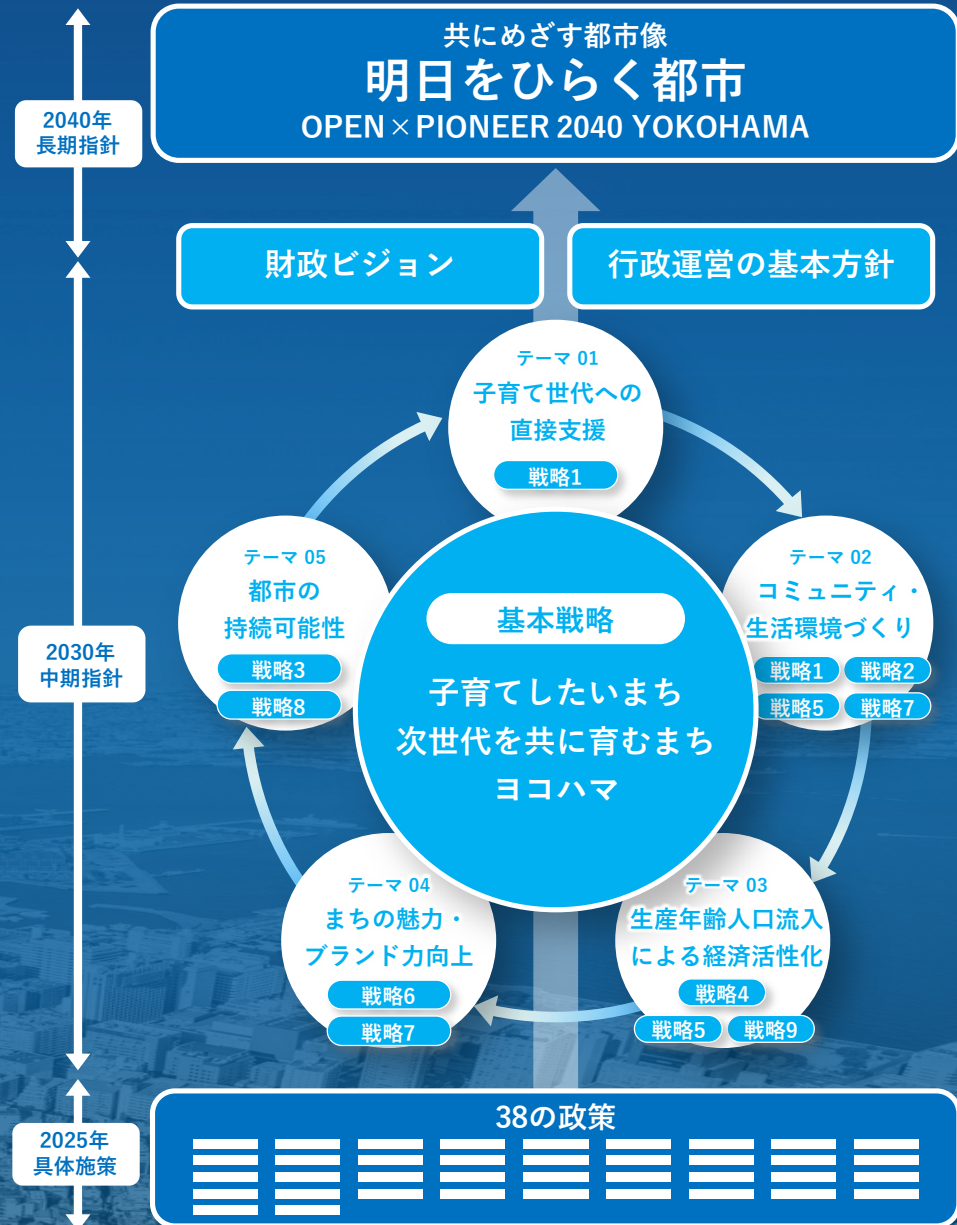 共にめざす都市像
明日をひらく都市
OPEN×PIONEER 2040 YOKOHAMA
2040年
長期指針
財政ビジョン
行政運営の基本方針
テーマ 01
子育て世代への
直接支援
戦略1
テーマ 05
都市の
持続可能性
戦略3
戦略8
テーマ 02
コミュニティ・
生活環境づくり
戦略1 戦略2
戦略5 戦略7
2030年
中期指針
基本戦略
子育てしたいまち
次世代を共に育むまち
ヨコハマ
テーマ 04
まちの魅力・
ブランド力向上
戦略6
戦略7
テーマ 03
生産年齢人口流入
による経済活性化
戦略4
戦略5 戦略9
2025年
具体施策
38の政策